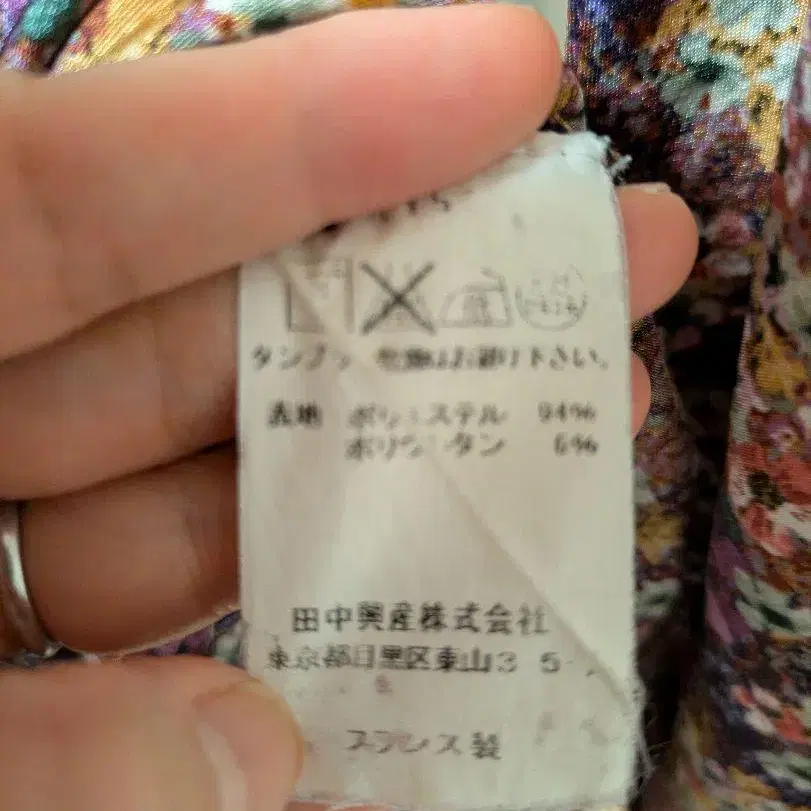 タンブラー乾燥はお避け下さい。
表地 ポリエステル 94%
ポリウレタン 6%
田中興産株式会社
東京都目黒区東山3 5
フランス製